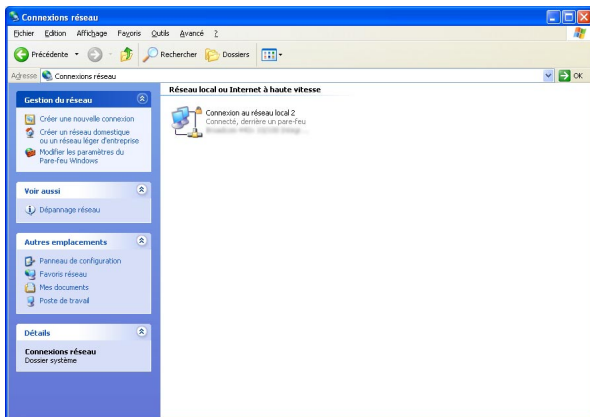 Connexions réseau
Fichier Edition Affichage Favoris Outils Avancé ?
Précédente Rechercher Dossiers
Adresse Connexions réseau OK
Gestion du réseau
Créer une nouvelle connexion
Créer un réseau domestique
ou un réseau léger d'entreprise
Modifier les paramètres du
Pare-feu Windows
Voir aussi
Dépannage réseau
Autres emplacements
Panneau de configuration
Favoris réseau
Mes documents
Poste de travail
Détails
Connexions réseau
Dossier système
Réseau local ou Internet à haute vitesse
Connexion au réseau local 2
Connecté, derrière un pare-feu